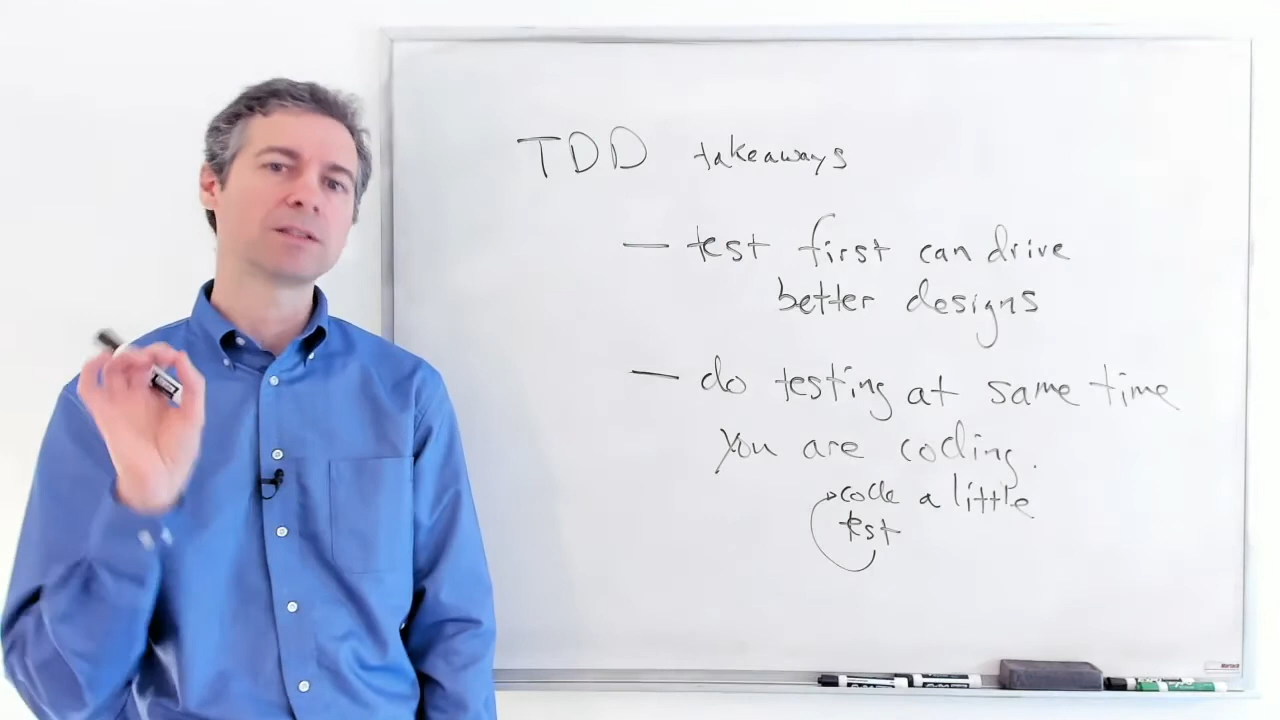 TDD takeaways
— test first can drive
better designs
— do testing at same time
you are coding.
code a little
test